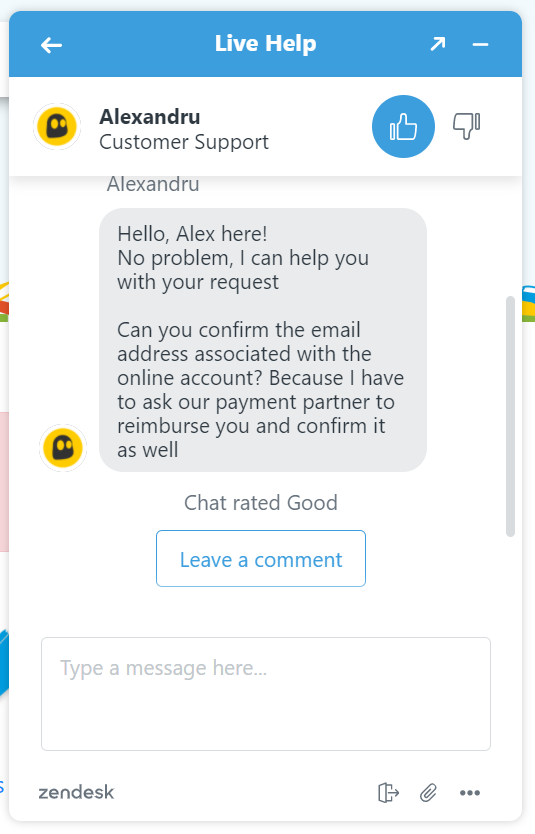 Live Help
Alexandru
Customer Support
Alexandru
Hello, Alex here!
No problem, I can help you
with your request
Can you confirm the email
address associated with the
online account? Because I have
to ask our payment partner to
reimburse you and confirm it
as well
Chat rated Good
Leave a comment
Type a message here...
s
zendesk